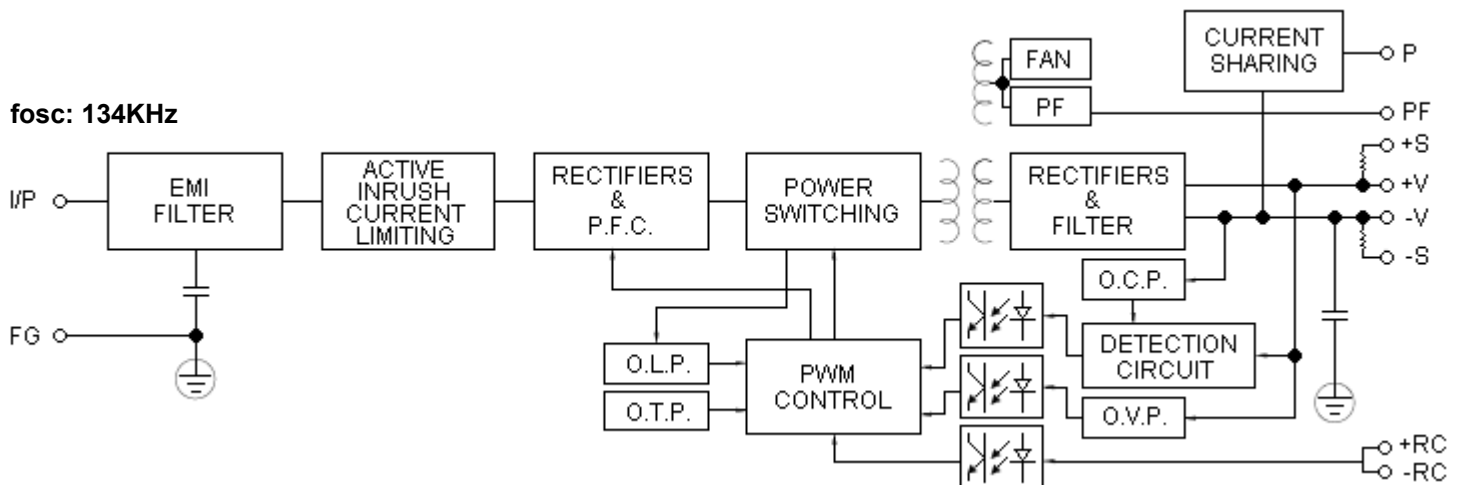 fosc: 134KHz
I/P
FG
EMI
FILTER
ACTIVE
INRUSH
CURRENT
LIMITING
RECTIFIERS
&
P.F.C.
POWER
SWITCHING
FAN
PF
RECTIFIERS
&
FILTER
CURRENT
SHARING
P
PF
+S
+V
-V
-S
O.C.P.
DETECTION
CIRCUIT
O.V.P.
O.L.P.
O.T.P.
PWM
CONTROL
+RC
-RC